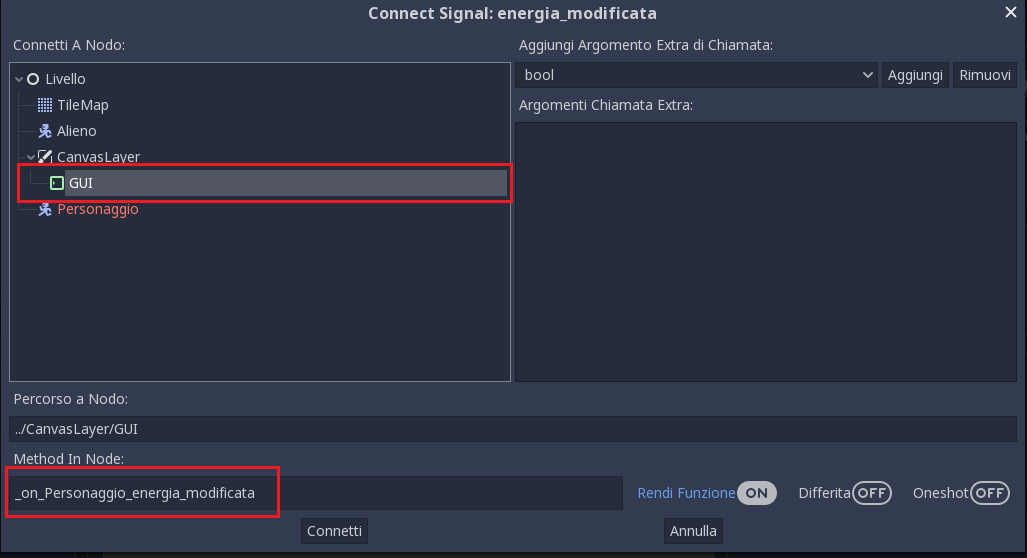 Connect Signal: energia_modificata
Connetti A Nodo:
Livello
TileMap
Alieno
CanvasLayer
GUI
Personaggio
Aggiungi Argomento Extra di Chiamata:
bool Aggiungi Rimuovi
Argomenti Chiamata Extra:
Percorso a Nodo:
../CanvasLayer/GUI
Method In Node:
_on_Personaggio_energia_modificata Rendi Funzione ON Differita OFF Oneshot OFF
Connetti Annulla